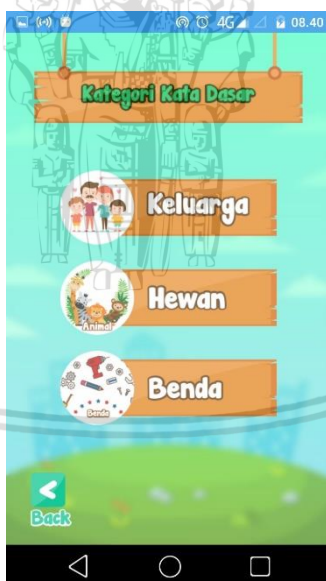 4G 08.40
Kategori Kata Dasar
Keluarga
Hewan
Animal
Benda
Benda
Back